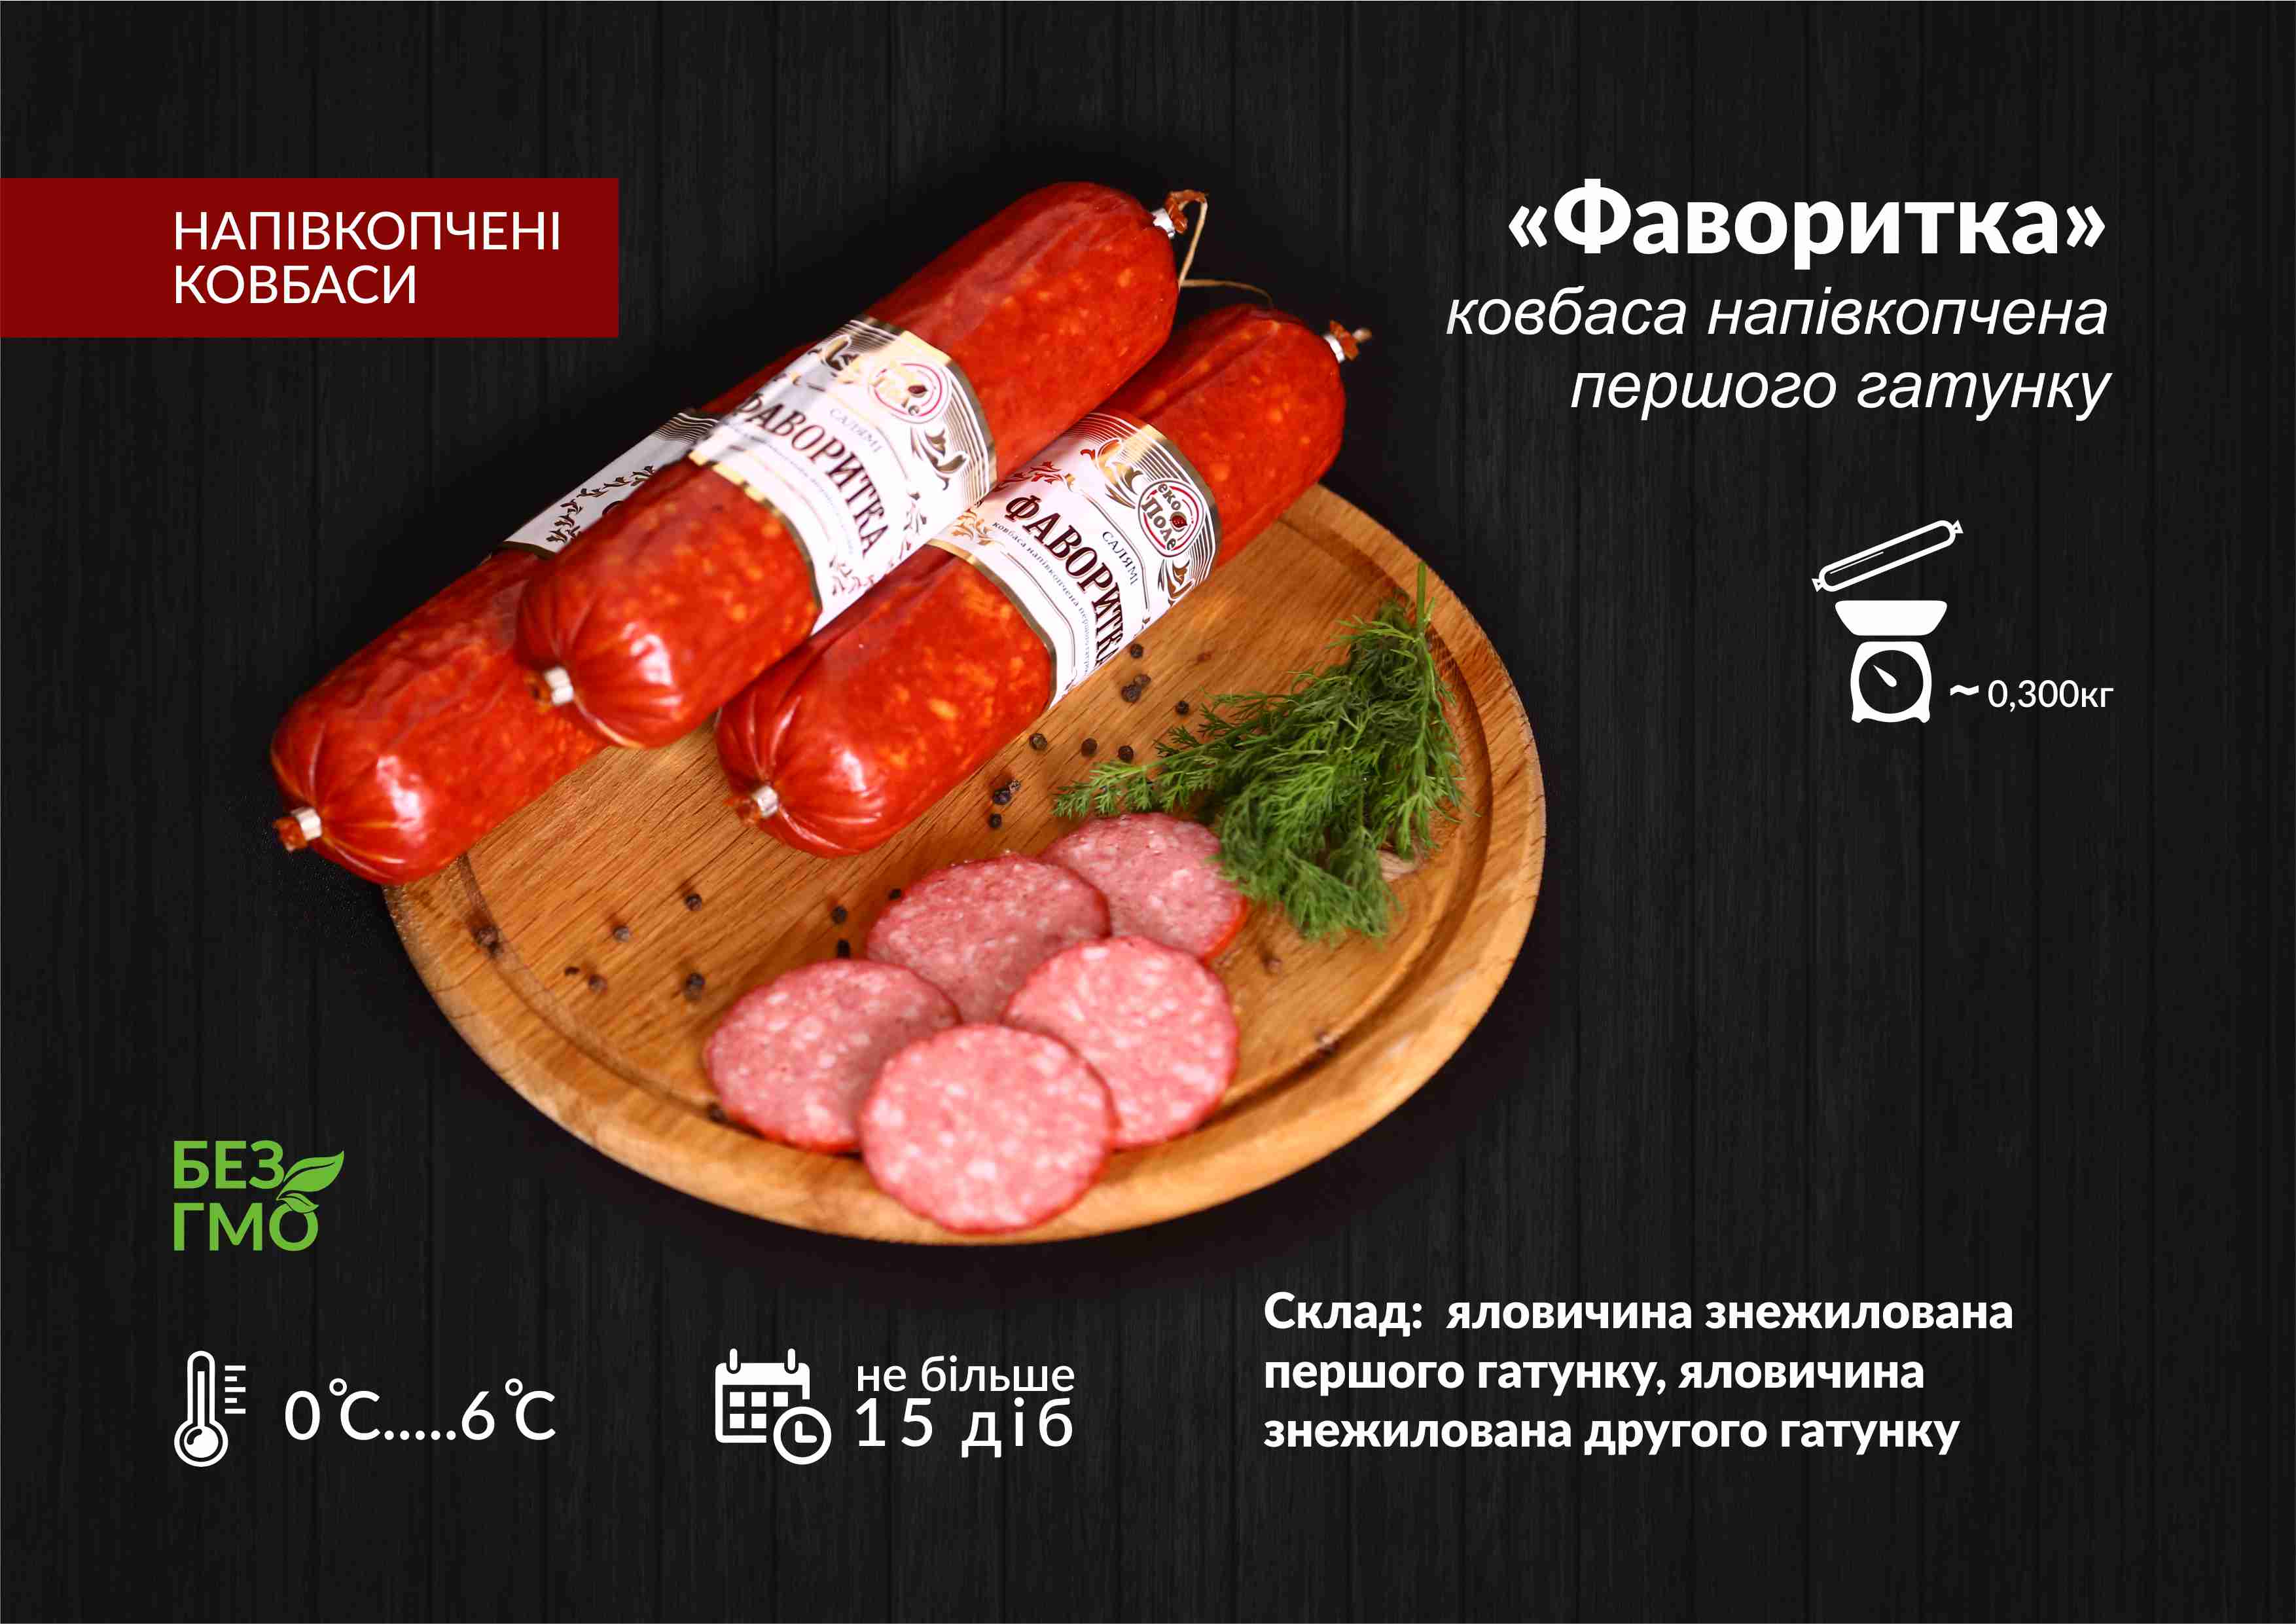 НАПІВКОПЧЕНІ
КОВБАСИ
«Фаворитка»
ковбаса напівкопчена
першого гатунку
~ 0,300кг
еко
Поле
САЛЯМІ
ФАВОРИТКА
Поле
САЛЯМІ
ФАВОРИТКА
ковбаса напівкопчена
БЕЗ
ГМО
0°C.....6°C
не більше
15 діб
Склад:  яловичина знежилована
першого гатунку, яловичина
знежилована другого гатунку